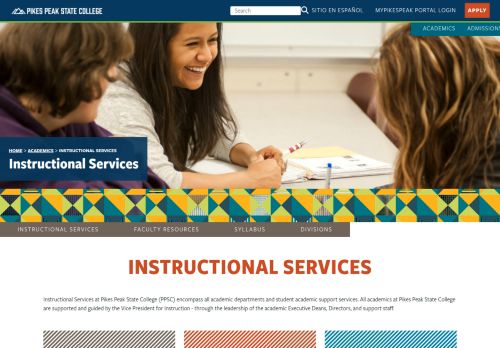 PIKES PEAK STATE COLLEGE
Search
SITIO EN ESPAÑOL
MYPIKESPEAK PORTAL LOGIN
APPLY
ACADEMICS
ADMISSIONS
HOME > ACADEMICS > INSTRUCTIONAL SERVICES
Instructional Services
INSTRUCTIONAL SERVICES
FACULTY RESOURCES
SYLLABUS
DIVISIONS
INSTRUCTIONAL SERVICES
Instructional Services at Pikes Peak State College (PPSC) encompass all academic departments and student academic support services. All academics at Pikes Peak State College
are supported and guided by the Vice President for Instruction - through the leadership of the academic Executive Deans, Directors, and support staff.